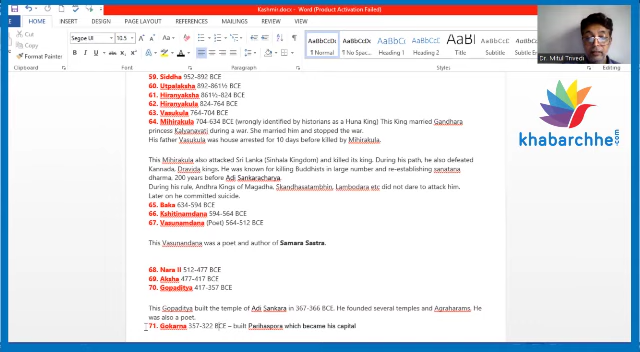 Kashmir.docx - Word (Product Activation Failed)
HOME INSERT DESIGN PAGE LAYOUT REFERENCES MAILINGS REVIEW VIEW
Cut
Copy
Format Painter
Clipboard
Segoe UI 10.5
Font
Paragraph
AaBbCc AaBbCc AaBbCc AaBbCc AaBb AaBbCc AaBbCc
¶ Normal ¶ No Spac... Heading 1 Heading 2 Title Subtitle Subtle Em
Styles
Editing
Dr. Mitul Trivedi
khabarchhe.com
59. Siddha 952-892 BCE
60. Utpalaksha 892-861½ BCE
61. Hiranyaksha 861½-824 BCE
62. Hiranyakula 824-764 BCE
63. Vasukula 764-704 BCE
64. Mihirakula 704-634 BCE (wrongly identified by historians as a Huna King) This King married Gandhara
princess Kalyanavati during a war. She married him and stopped the war.
His father Vasukula was house arrested for 10 days before killed by Mihirakula.
This Mihirakula also attacked Sri Lanka (Sinhala Kingdom) and killed its king. During his path, he also defeated
Kannada, Dravida kings. He was known for killing Buddhists in large number and re-establishing sanatana
dharma, 200 years before Adi Sankaracharya.
During his rule, Andhra Kings of Magadha, Skandhasatambhin, Lambodara etc did not dare to attack him.
Later on he committed suicide.
65. Baka 634-594 BCE
66. Kshitinamdana 594-564 BCE
67. Vasunamdana (Poet) 564-512 BCE
This Vasunandana was a poet and author of Samara Sastra.
68. Nara II 512-477 BCE
69. Aksha 477-417 BCE
70. Gopaditya 417-357 BCE
This Gopaditya built the temple of Adi Sankara in 367-366 BCE. He founded several temples and Agraharams. He
was also a poet.
71. Gokarna 357-322 BCE – built Parihaspora which became his capital